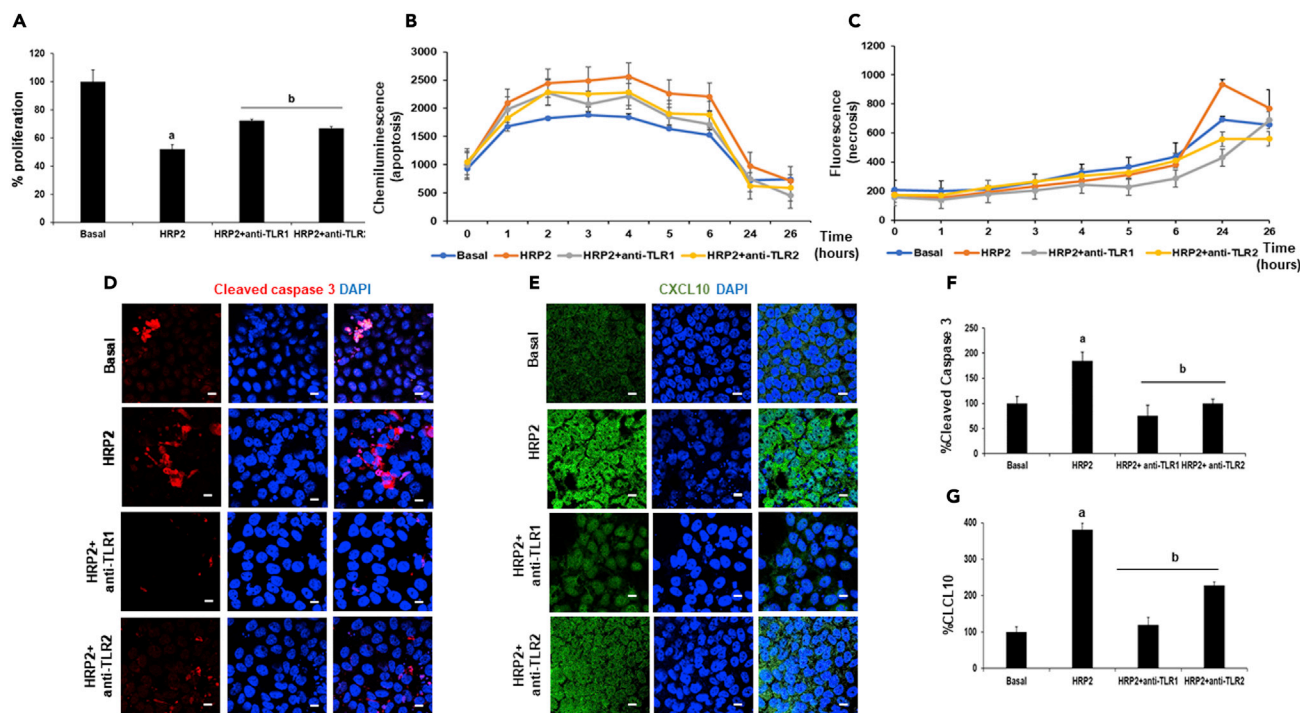 A
% proliferation
120
100
80
60
40
20
0
a
b
Basal
HRP2
HRP2+anti-TLR1
HRP2+anti-TLR2
B
Chemiluminescence
(apoptosis)
3000
2500
2000
1500
1000
500
0
0 1 2 3 4 5 6 24 26
Time
(hours)
Basal
HRP2
HRP2+anti-TLR1
HRP2+anti-TLR2
C
Fluorescence
(necrosis)
1200
1000
800
600
400
200
0
0 1 2 3 4 5 6 24 26
Time
(hours)
Basal
HRP2
HRP2+anti-TLR1
HRP2+anti-TLR2
D
Cleaved caspase 3 DAPI
Basal
HRP2
HRP2+
anti-TLR1
HRP2+
anti-TLR2
E
CXCL10 DAPI
Basal
HRP2
HRP2+
anti-TLR1
HRP2+
anti-TLR2
F
%Cleaved Caspase 3
250
200
150
100
50
0
a
b
Basal
HRP2
HRP2+ anti-TLR1
HRP2+ anti-TLR2
G
%CLCL10
400
300
200
100
0
a
b
Basal
HRP2
HRP2+anti-TLR1
HRP2+anti-TLR2